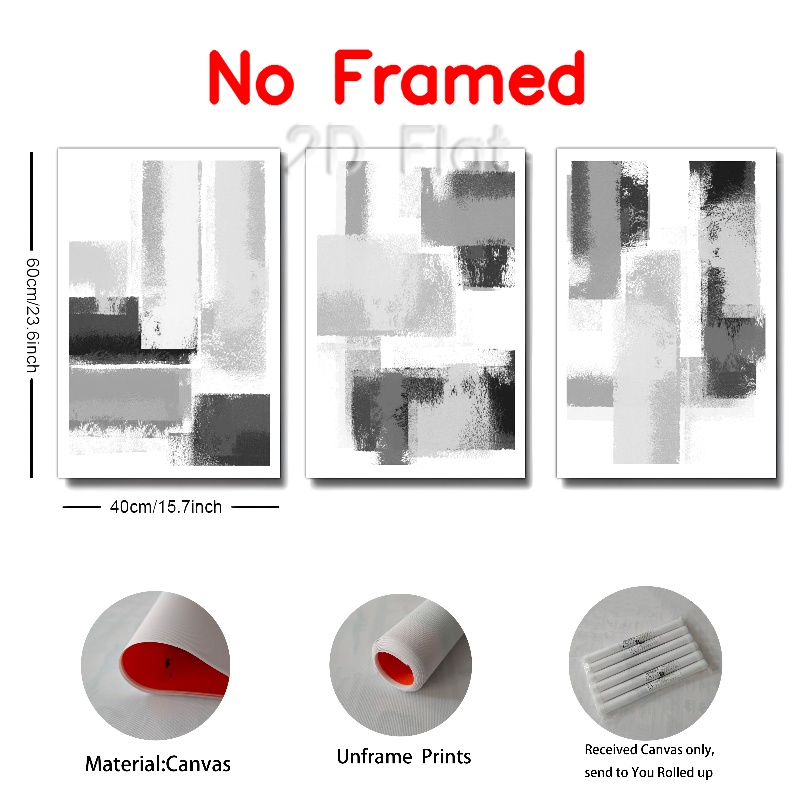 No Framed
2D Flat
60cm/23.6inch
40cm/15.7inch
Material:Canvas
Unframe Prints
Received Canvas only,
send to You Rolled up